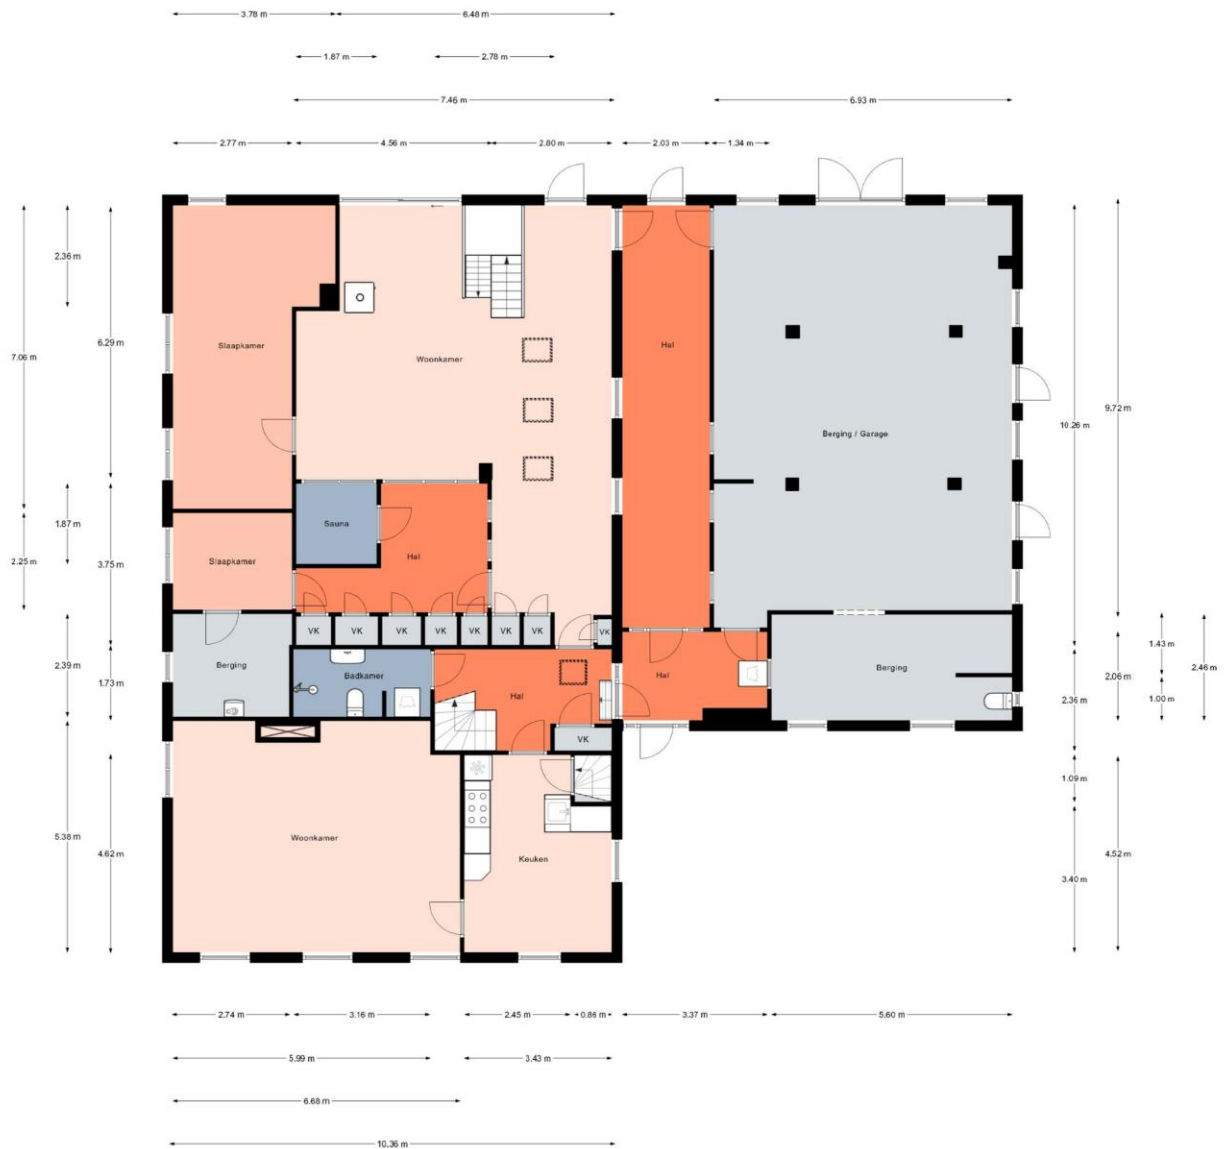 3.78 m
6.48 m
1.87 m
2.78 m
7.46 m
6.93 m
2.77 m
4.56 m
2.80 m
2.03 m
1.34 m
2.36 m
6.29 m
7.06 m
Slaapkamer
Woonkamer
Hal
Berging / Garage
9.72 m
10.26 m
1.87 m
3.75 m
2.25 m
Sauna
Hal
Slaapkamer
VK
VK
VK
VK
VK
VK
VK
VK
2.39 m
1.73 m
Berging
Badkamer
Hal
Hal
Berging
1.43 m
2.06 m
2.46 m
2.36 m
1.00 m
VK
1.09 m
5.38 m
4.62 m
Woonkamer
Keuken
4.52 m
3.40 m
2.74 m
3.16 m
2.45 m
0.86 m
3.37 m
5.60 m
5.99 m
3.43 m
6.68 m
10.36 m